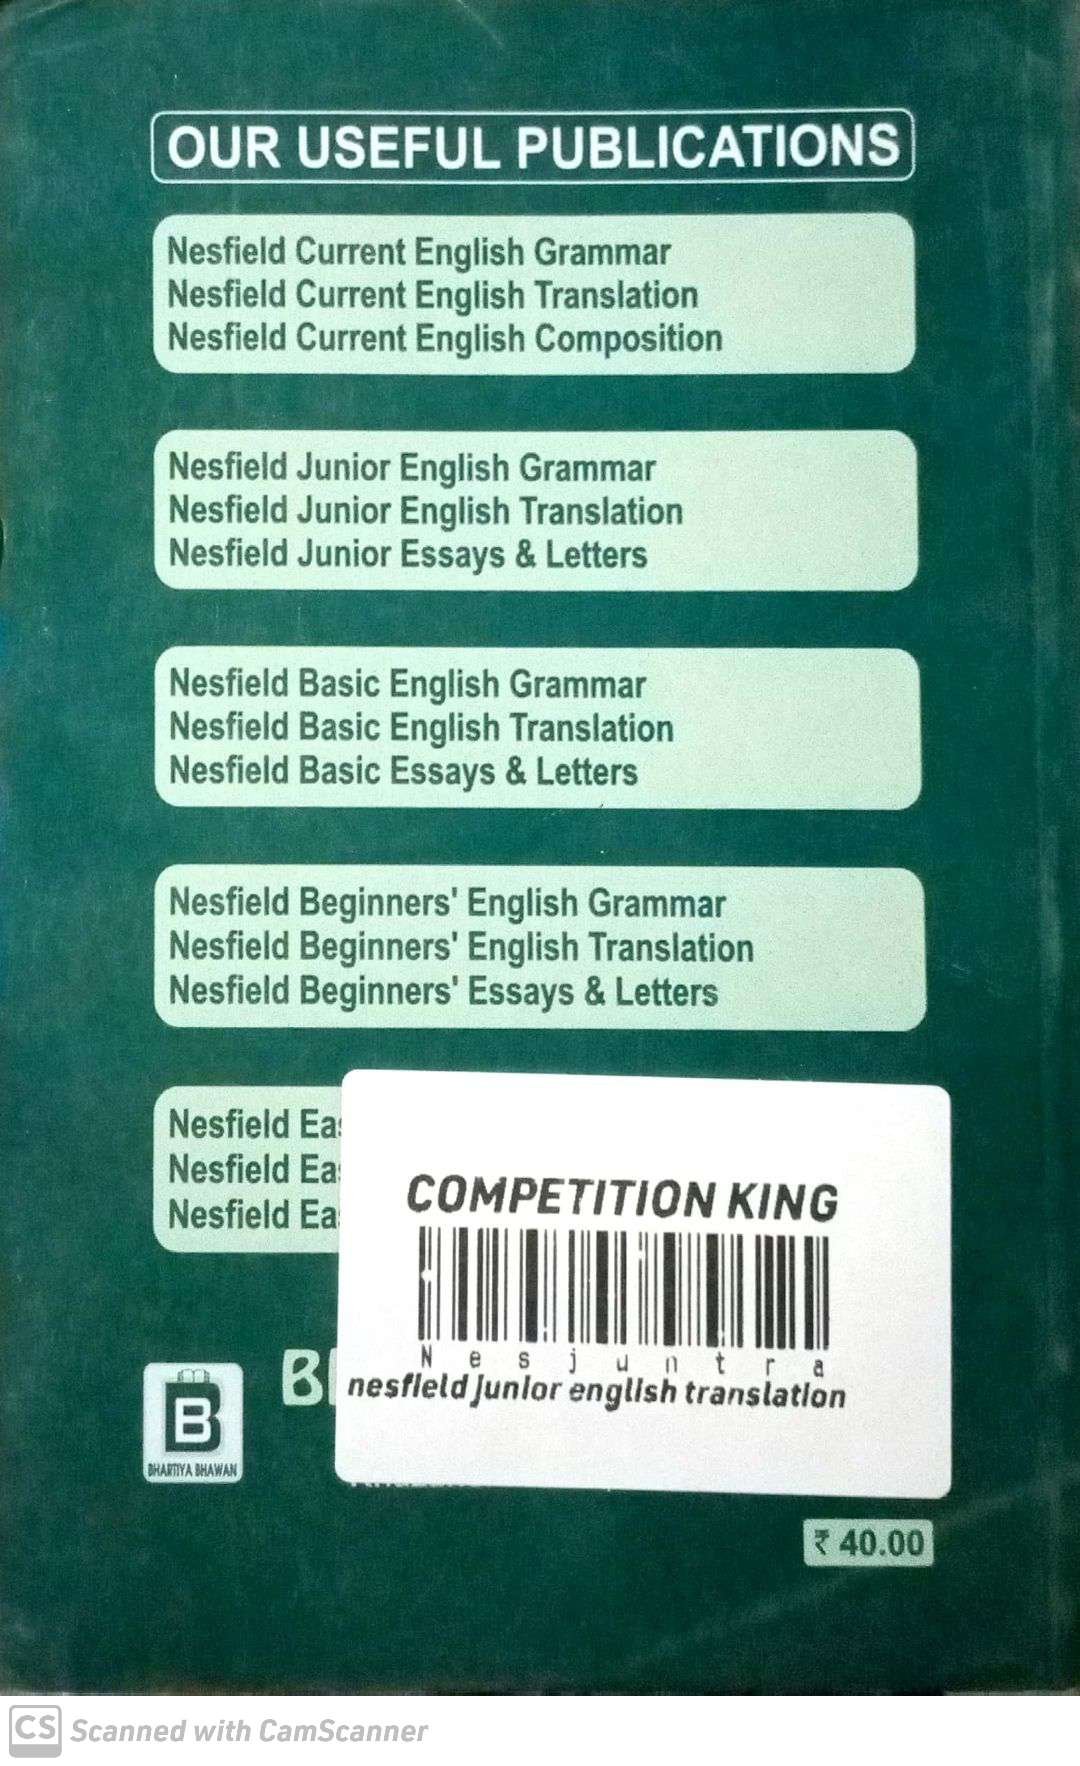 OUR USEFUL PUBLICATIONS
Nesfield Current English Grammar
Nesfield Current English Translation
Nesfield Current English Composition
Nesfield Junior English Grammar
Nesfield Junior English Translation
Nesfield Junior Essays & Letters
Nesfield Basic English Grammar
Nesfield Basic English Translation
Nesfield Basic Essays & Letters
Nesfield Beginners' English Grammar
Nesfield Beginners' English Translation
Nesfield Beginners' Essays & Letters
Nesfield
Nesfield
Nesfield
COMPETITION KING
N e s j u n t r a
nesfield junior english translation
B
BHARTIYA BHAWAN
₹ 40.00
CS Scanned with CamScanner